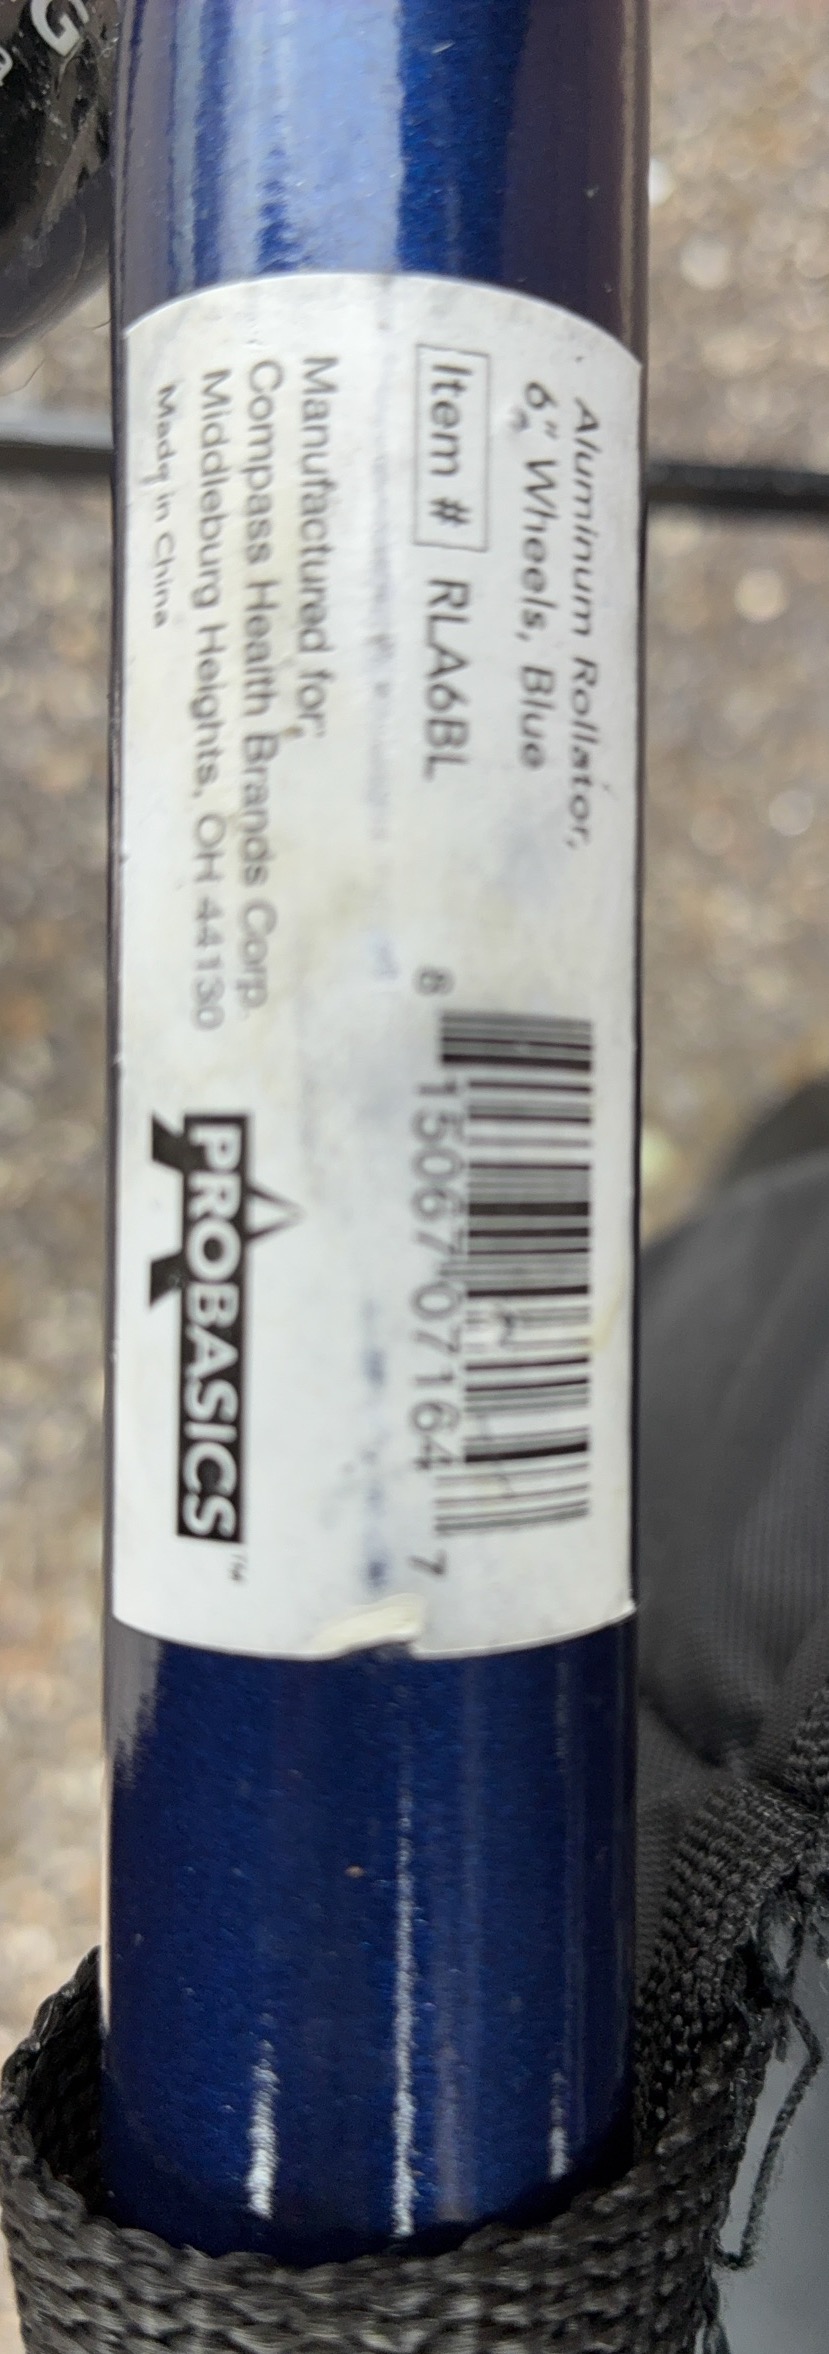 Aluminum Rollator,
6" Wheels, Blue
Item # RLA6BL
8 15067 07164 7
Manufactured for:
Compass Health Brands Corp.
Middleburg Heights, OH 44130
Made in China
PROBASICS™
G